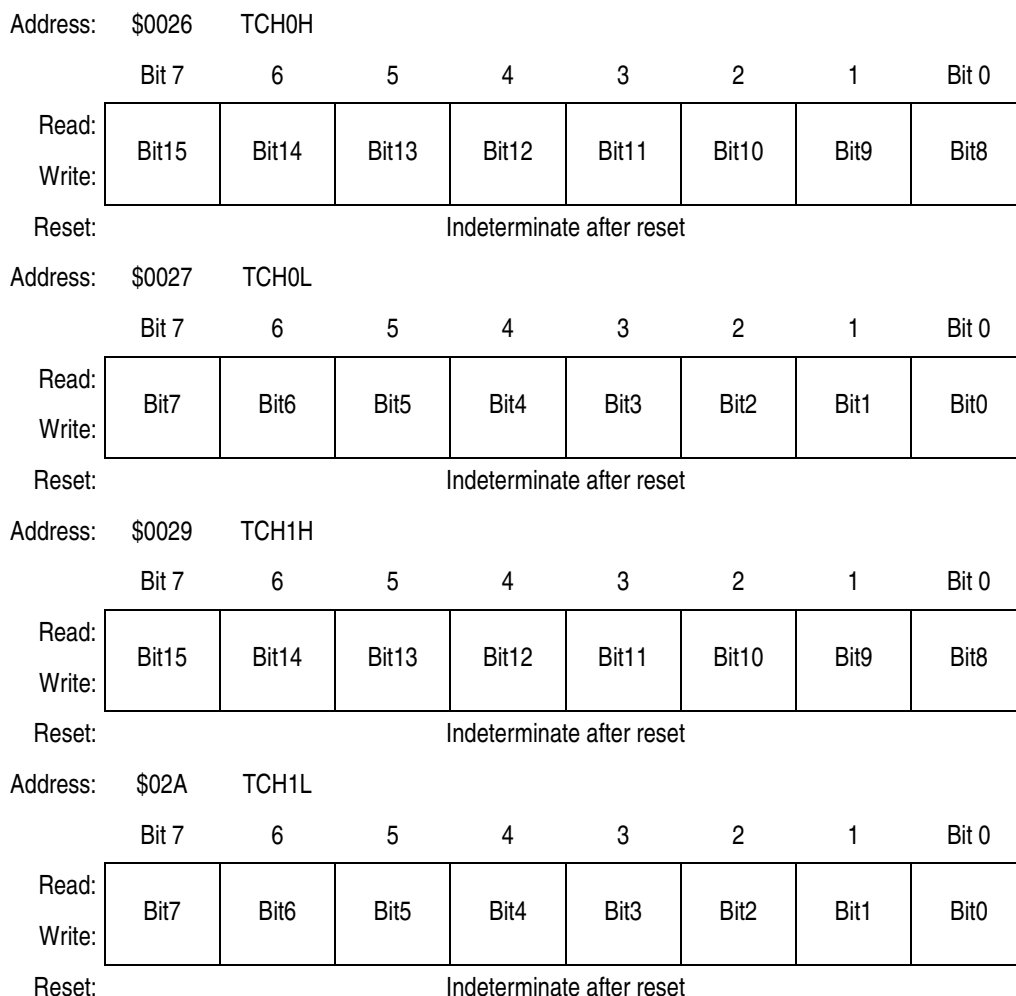 Address: $0026 TCH0H
Bit 7 6 5 4 3 2 1 Bit 0
Read:
Bit15 Bit14 Bit13 Bit12 Bit11 Bit10 Bit9 Bit8
Write:
Reset: Indeterminate after reset
Address: $0027 TCH0L
Bit 7 6 5 4 3 2 1 Bit 0
Read:
Bit7 Bit6 Bit5 Bit4 Bit3 Bit2 Bit1 Bit0
Write:
Reset: Indeterminate after reset
Address: $0029 TCH1H
Bit 7 6 5 4 3 2 1 Bit 0
Read:
Bit15 Bit14 Bit13 Bit12 Bit11 Bit10 Bit9 Bit8
Write:
Reset: Indeterminate after reset
Address: $02A TCH1L
Bit 7 6 5 4 3 2 1 Bit 0
Read:
Bit7 Bit6 Bit5 Bit4 Bit3 Bit2 Bit1 Bit0
Write:
Reset: Indeterminate after reset